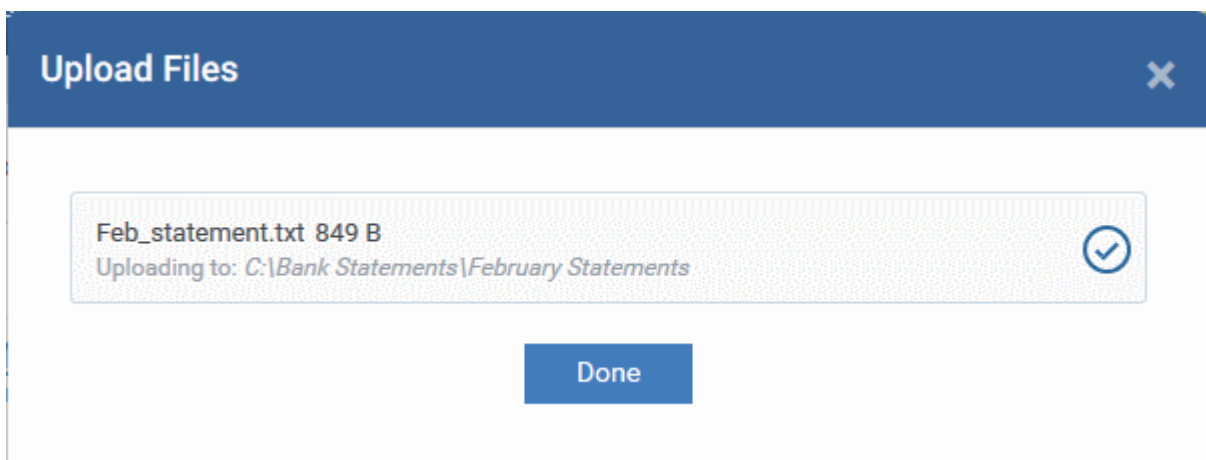 Upload Files
Feb_statement.txt 849 B
Uploading to: C:\Bank Statements\February Statements
Done